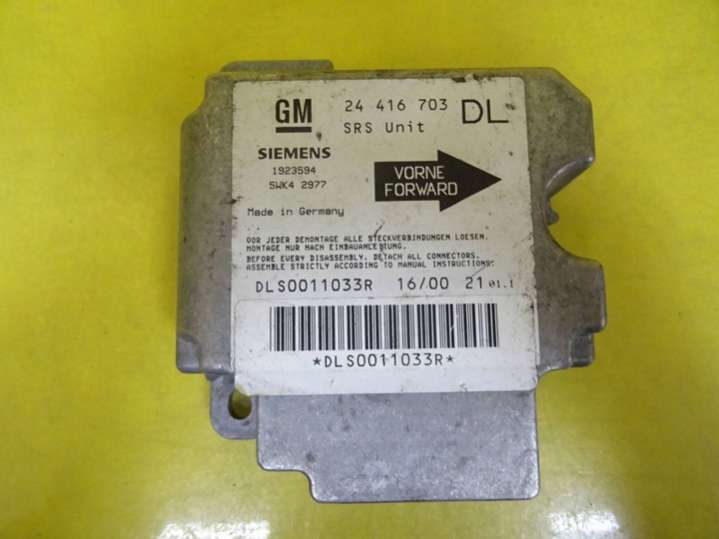 GM 24 416 703 DL
SRS Unit
SIEMENS
1923594
5WK4 2977
VORNE
FORWARD
Made in Germany
VOR JEDER DEMONTAGE ALLE STECKVERBINDUNGEN LOESEN.
MONTAGE NUR NACH EINBAUANLEITUNG.
BEFORE EVERY DISASSEMBLY, DETACH ALL CONNECTORS.
ASSEMBLE STRICTLY ACCORDING TO MANUAL INSTRUCTIONS.
DLS0011033R 16/00 21 01.1
*DLS0011033R*